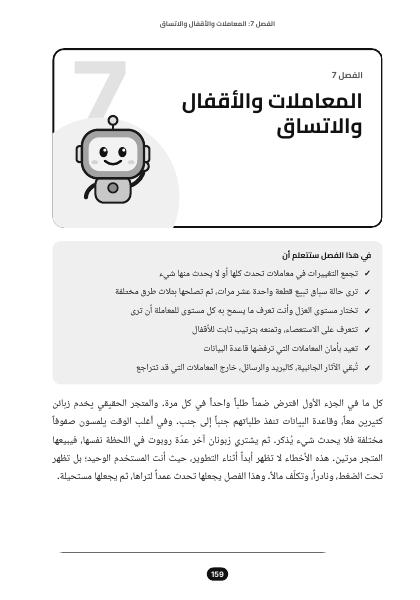 الفصل 7: المعاملات والأقفال والاتساق
7
الفصل 7
المعاملات والأقفال
والاتساق
في هذا الفصل ستتعلم أن
✓ تجمع التغييرات في معاملات تحدث كلها أو لا يحدث منها شيء
✓ ترى حالة سباق تبيع قطعة واحدة عشر مرات، ثم تصلحها بثلاث طرق مختلفة
✓ تختار مستوى العزل وأنت تعرف ما يسمح به كل مستوى للمعاملة أن ترى
✓ تتعرف على الاستعصاء، وتمنعه بترتيب ثابت للأقفال
✓ تعيد بأمان المعاملات التي ترفضها قاعدة البيانات
✓ تُبقي الآثار الجانبية، كالبريد والرسائل، خارج المعاملات التي قد تتراجع
كل ما في الجزء الأول افترض ضمناً طلباً واحداً في كل مرة. والمتجر الحقيقي يخدم زبائن
كثيرين معاً، وقاعدة البيانات تنفذ طلباتهم جنباً إلى جنب. وفي أغلب الوقت يلمسون صفوفاً
مختلفة فلا يحدث شيء يُذكر. ثم يشتري زبونان آخر عدّة روبوت في اللحظة نفسها، فيبيعها
المتجر مرتين. هذه الأخطاء لا تظهر أبداً أثناء التطوير، حيث أنت المستخدم الوحيد؛ بل تظهر
تحت الضغط، ونادراً، وتكلّف مالاً. وهذا الفصل يجعلها تحدث عمداً لتراها، ثم يجعلها مستحيلة.
159